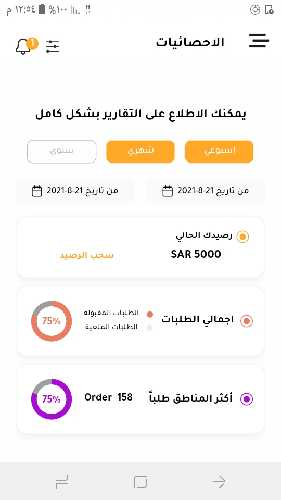 ١٢:٥٤ م %١٠٠
الاحصائيات
1
يمكنك الاطلاع على التقارير بشكل كامل
اسبوعي شهري سنوي
من تاريخ 21-8-2021 من تاريخ 21-8-2021
رصيدك الحالي
SAR 5000 سحب الرصيد
اجمالي الطلبات
الطلبات المقبوله
الطلبات الملغية
75%
أكثر المناطق طلباً
Order 158
75%